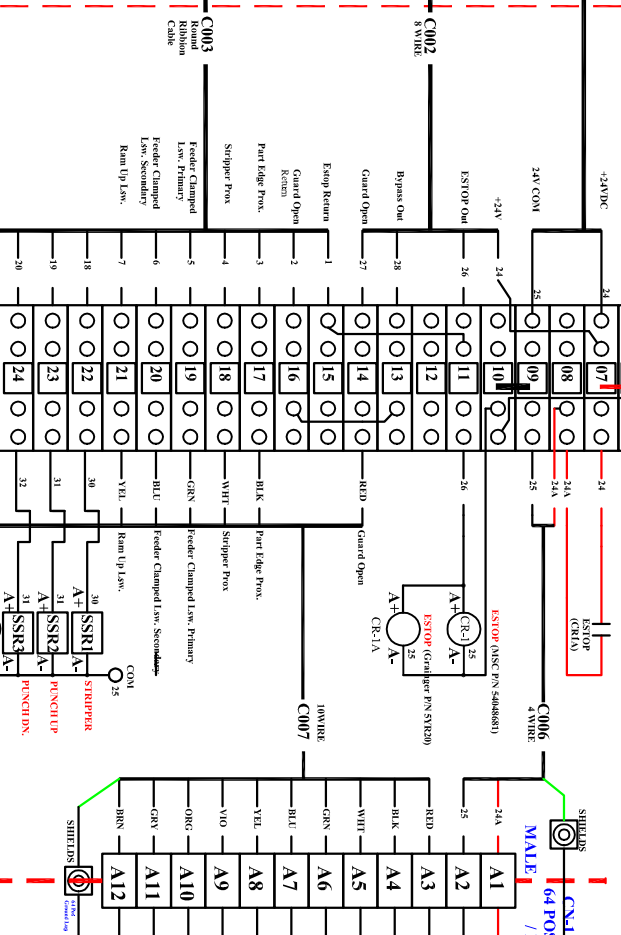 C003
Round
Ribbion
Cable
C002
8 WIRE
Ram Up Lsw.
Feeder Clamped
Lsw. Secondary
Feeder Clamped
Lsw. Primary
Stripper Prox
Part Edge Prox.
Guard Open
Return
Estop Return
Guard Open
Bypass Out
ESTOP Out
+24V
24V COM
+24VDC
20
19
18
7
6
5
4
3
2
1
27
28
26
24
25
24
24
23
22
21
20
19
18
17
16
15
14
13
12
11
10
09
08
07
32
31
30
YEL
BLU
GRN
WHT
BLK
RED
26
25
24A
24A
24
Ram Up Lsw.
Feeder Clamped Lsw. Secondary
Feeder Clamped Lsw. Primary
Stripper Prox
Part Edge Prox.
Guard Open
31
31
30
A+
A+
A+
SSR3
SSR2
SSR1
A-
A-
A-
PUNCH DN.
PUNCH UP
STRIPPER
COM
25
A+
CR-1A
A-
25
ESTOP (Grainger P/N 5YR20)
A+
CR-1
A-
25
ESTOP (MSC P/N 54048681)
ESTOP
(CR1A)
C007
10WIRE
C006
4 WIRE
BRN
GRY
ORG
VIO
YEL
BLU
GRN
WHT
BLK
RED
25
24A
A12
A11
A10
A9
A8
A7
A6
A5
A4
A3
A2
A1
SHIELDS
64 Pos
Ground Lug
SHIELDS
MALE
CN-1
64 POS
/